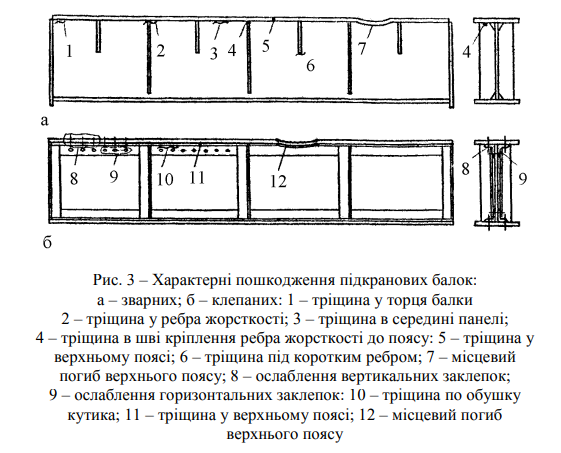 1 2 3 4 5 6 7 4
а
8 9 10 11 12 8 9
б
Рис. 3 – Характерні пошкодження підкранових балок:
а – зварних; б – клепаних: 1 – тріщина у торця балки
2 – тріщина у ребра жорсткості; 3 – тріщина в середині панелі;
4 – тріщина в шві кріплення ребра жорсткості до поясу: 5 – тріщина у
верхньому поясі; 6 – тріщина під коротким ребром; 7 – місцевий
погиб верхнього поясу; 8 – ослаблення вертикальних заклепок;
9 – ослаблення горизонтальних заклепок: 10 – тріщина по обушку
кутика; 11 – тріщина у верхньому поясі; 12 – місцевий погиб
верхнього поясу